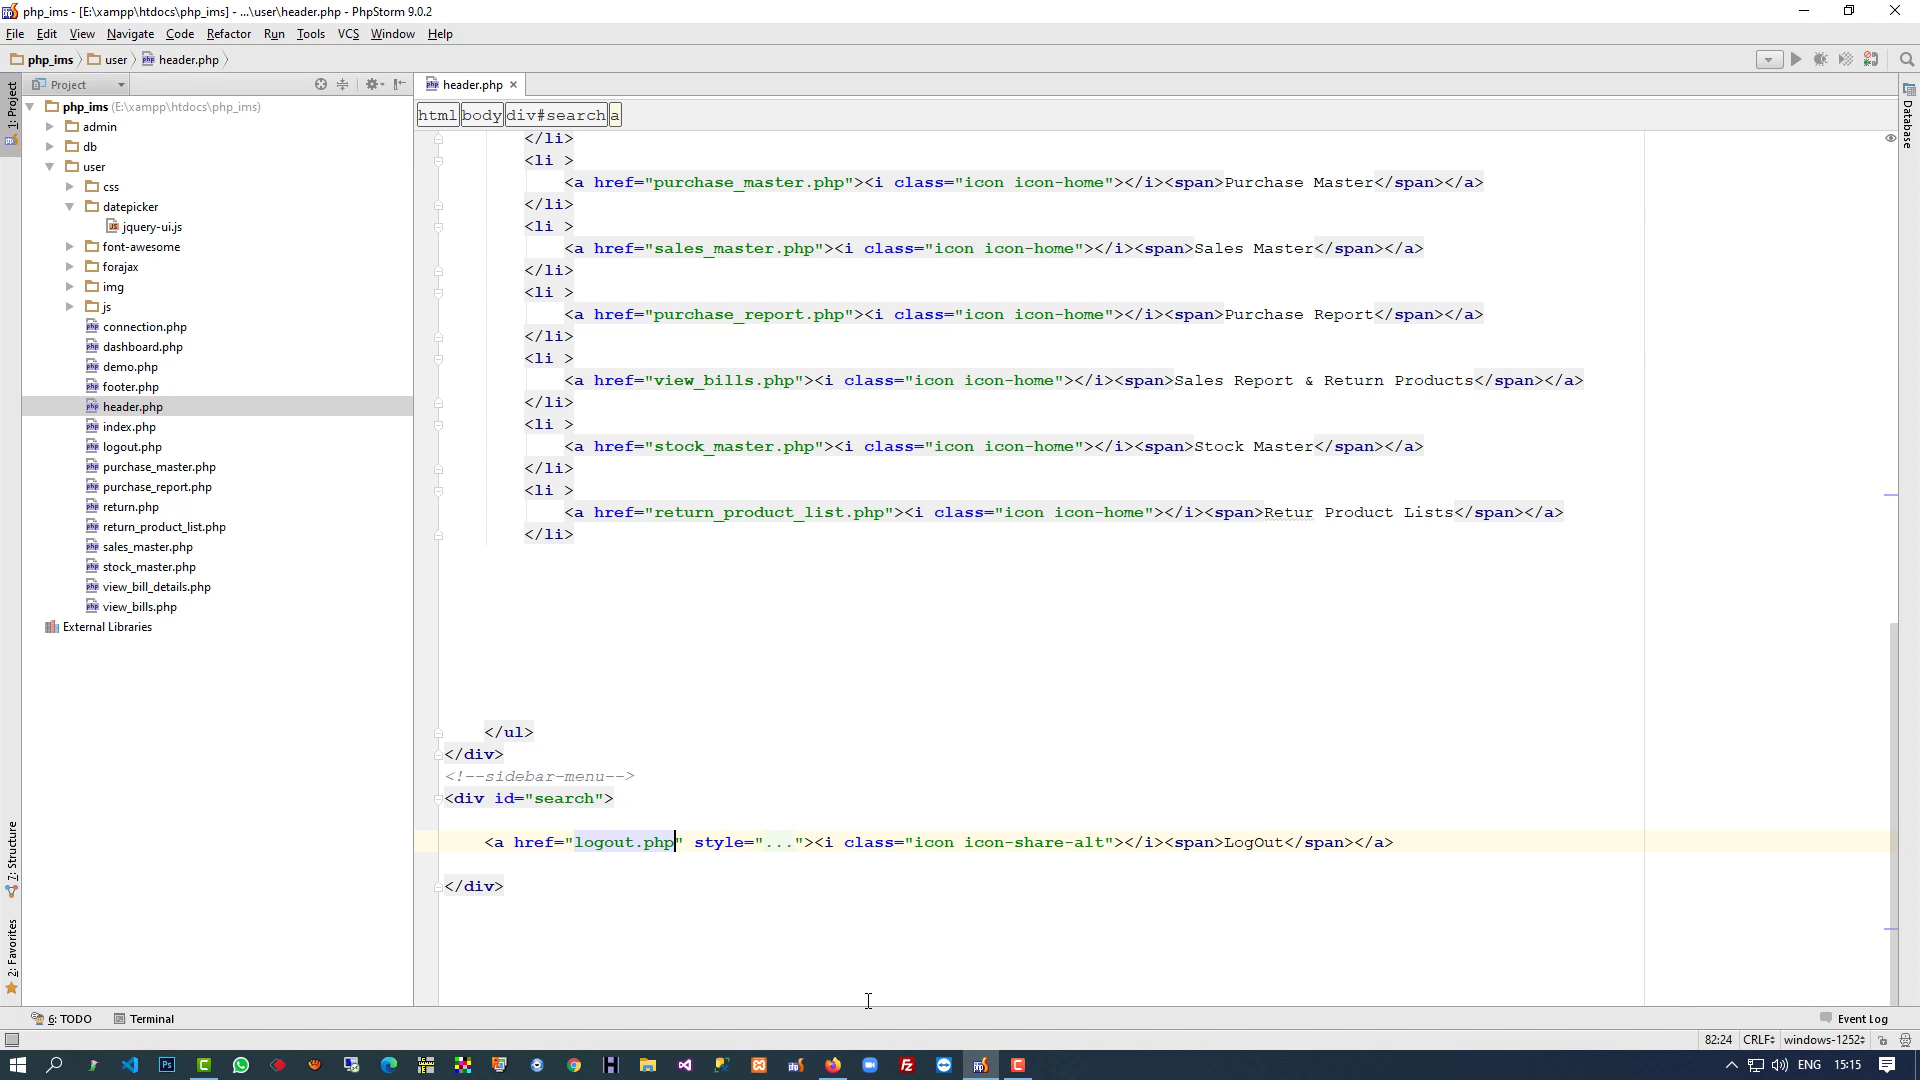 php_ims - [E:\xampp\htdocs\php_ims] - ...\user\header.php - PhpStorm 9.0.2
File Edit View Navigate Code Refactor Run Tools VCS Window Help
php_ims user header.php
Project header.php
1: Project
html body div#search a
Database
php_ims (E:\xampp\htdocs\php_ims)
admin
db
user
css
datepicker
jquery-ui.js
font-awesome
forajax
img
js
connection.php
dashboard.php
demo.php
footer.php
header.php
index.php
logout.php
purchase_master.php
purchase_report.php
return.php
return_product_list.php
sales_master.php
stock_master.php
view_bill_details.php
view_bills.php
External Libraries
</li>
<li >
<a href="purchase_master.php"><i class="icon icon-home"></i><span>Purchase Master</span></a>
</li>
<li >
<a href="sales_master.php"><i class="icon icon-home"></i><span>Sales Master</span></a>
</li>
<li >
<a href="purchase_report.php"><i class="icon icon-home"></i><span>Purchase Report</span></a>
</li>
<li >
<a href="view_bills.php"><i class="icon icon-home"></i><span>Sales Report & Return Products</span></a>
</li>
<li >
<a href="stock_master.php"><i class="icon icon-home"></i><span>Stock Master</span></a>
</li>
<li >
<a href="return_product_list.php"><i class="icon icon-home"></i><span>Retur Product Lists</span></a>
</li>
</ul>
</div>
<!--sidebar-menu-->
<div id="search">
<a href="logout.php" style="..."><i class="icon icon-share-alt"></i><span>LogOut</span></a>
</div>
7: Structure
2: Favorites
6: TODO Terminal Event Log
82:24 CRLF windows-1252
ENG 15:15